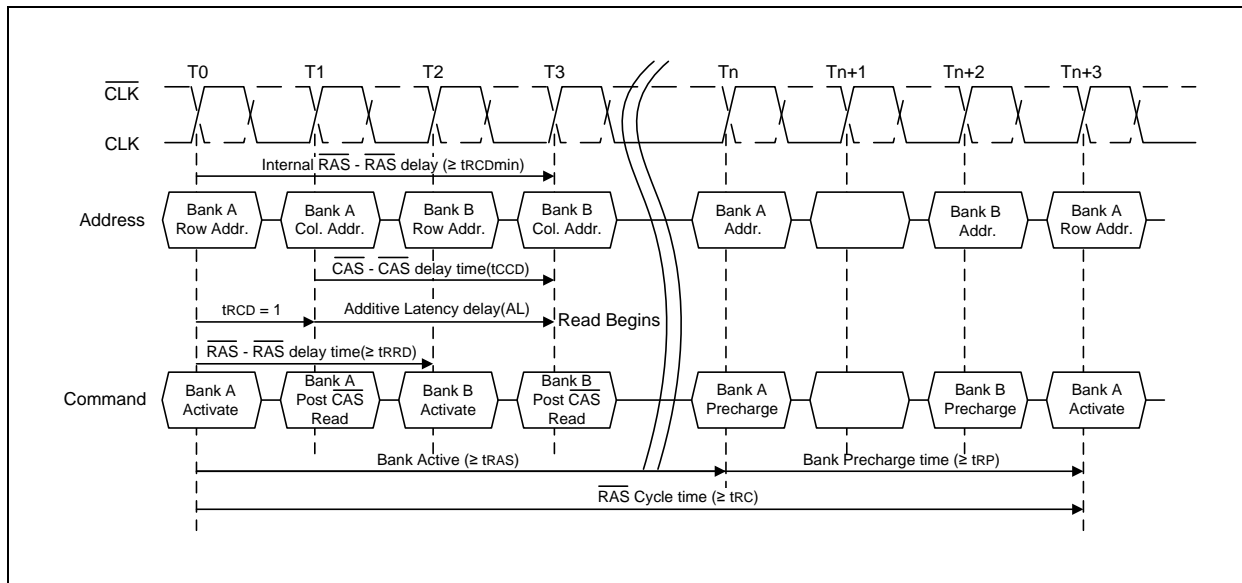 T0 T1 T2 T3 Tn Tn+1 Tn+2 Tn+3
CLK
CLK
Internal RAS - RAS delay (≥ tRCDmin)
Address
Bank A
Row Addr.
Bank A
Col. Addr.
Bank B
Row Addr.
Bank B
Col. Addr.
Bank A
Addr.
Bank B
Addr.
Bank A
Row Addr.
CAS - CAS delay time(tCCD)
tRCD = 1
Additive Latency delay(AL)
Read Begins
RAS - RAS delay time(≥ tRRD)
Command
Bank A
Activate
Bank A
Post CAS
Read
Bank B
Activate
Bank B
Post CAS
Read
Bank A
Precharge
Bank B
Precharge
Bank A
Activate
Bank Active (≥ tRAS)
Bank Precharge time (≥ tRP)
RAS Cycle time (≥ tRC)